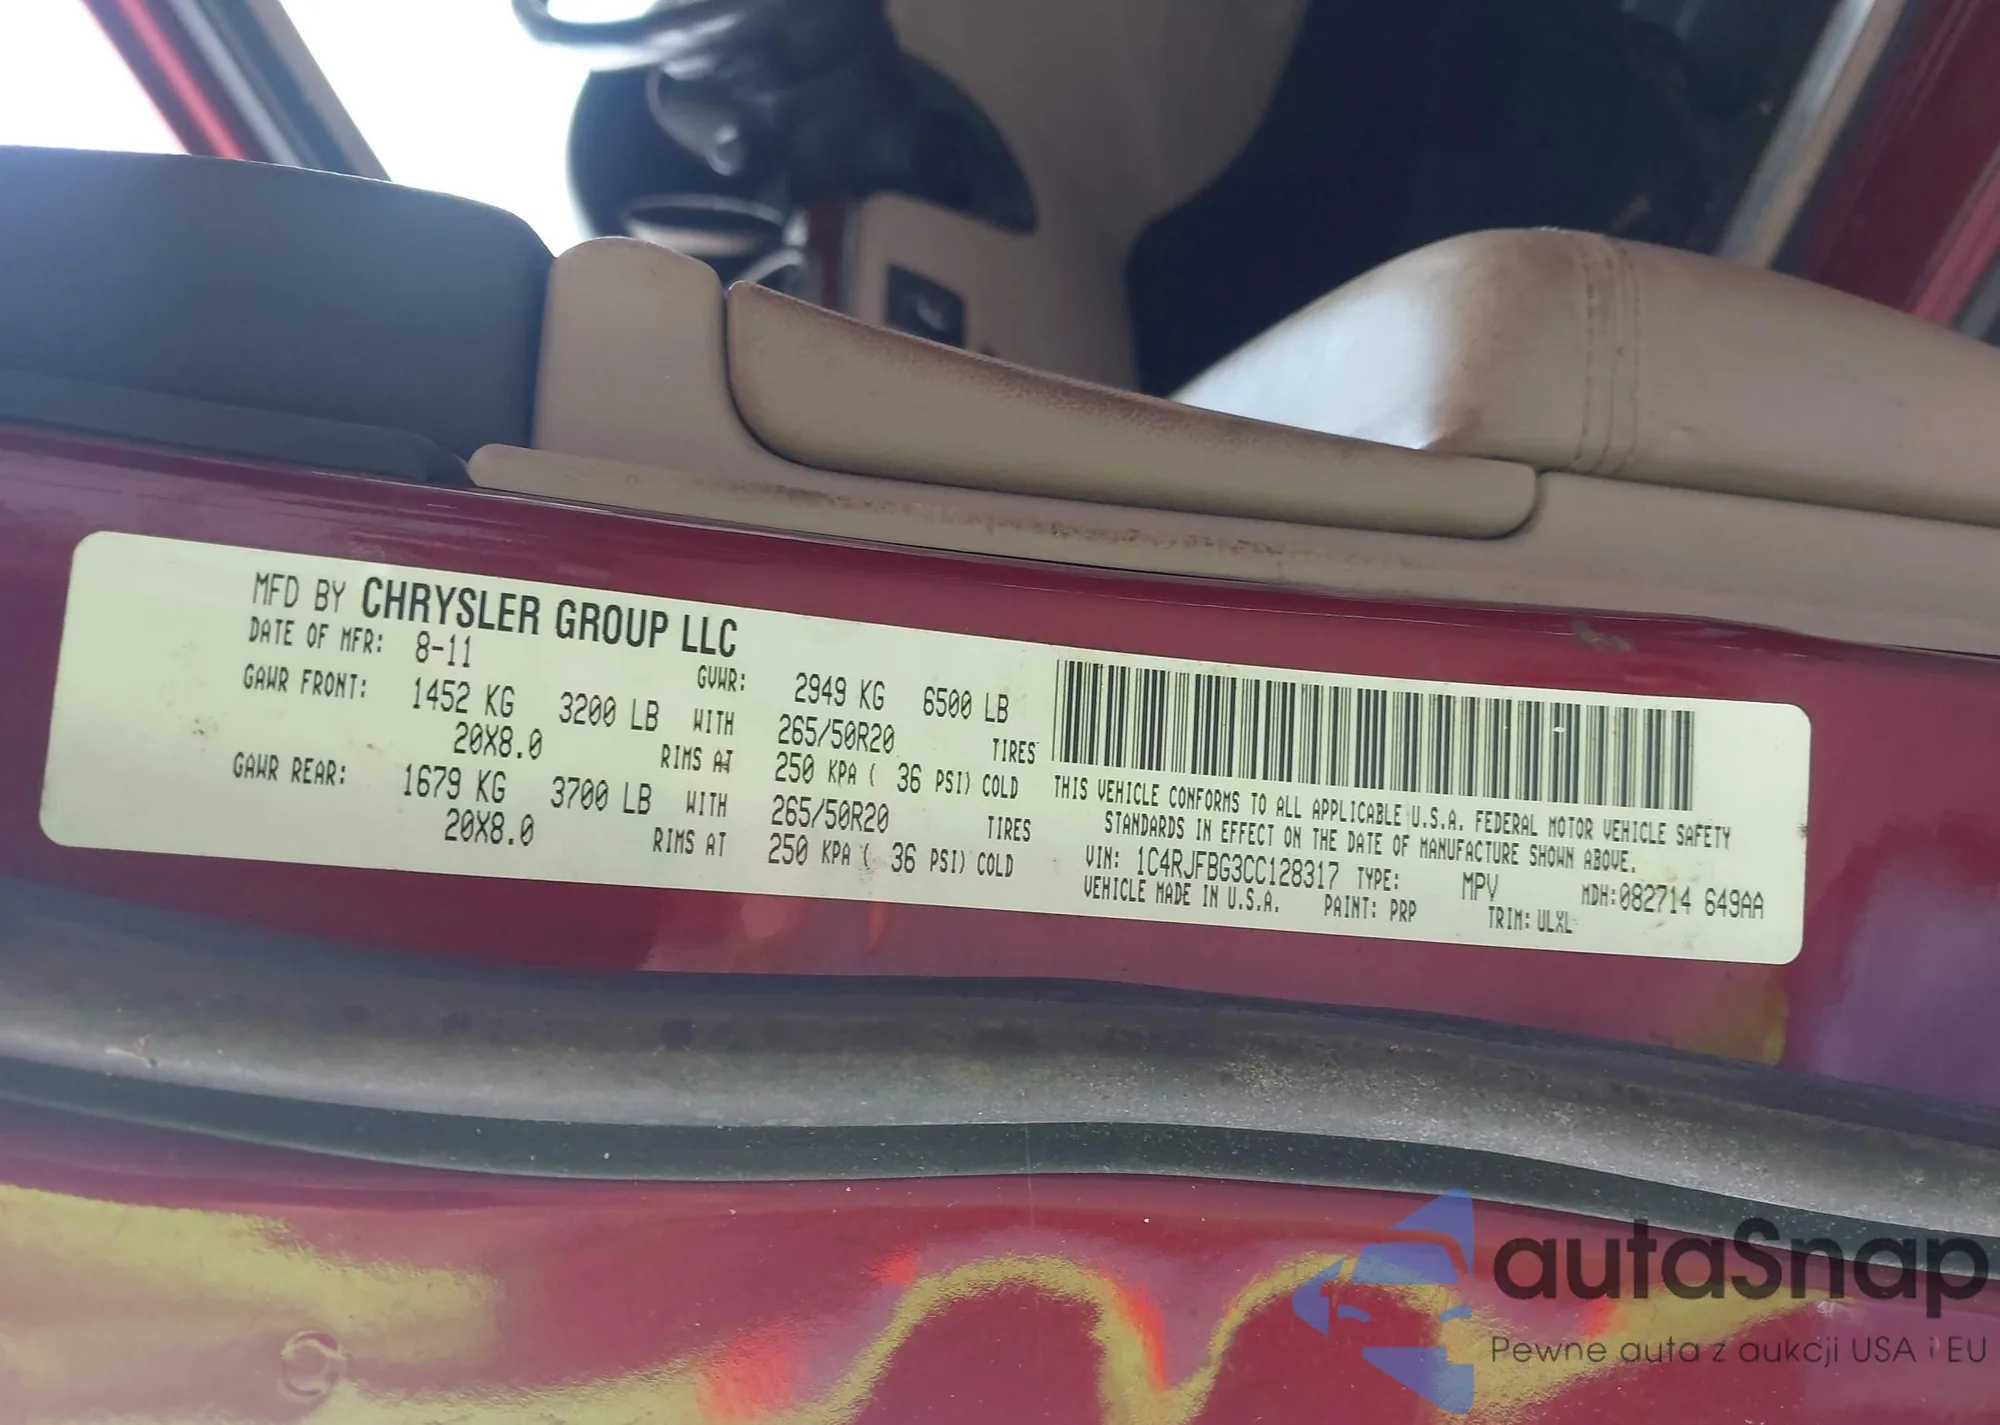 MFD BY CHRYSLER GROUP LLC
DATE OF MFR: 8-11 GVWR: 2949 KG 6500 LB
GAWR FRONT: 1452 KG 3200 LB WITH 265/50R20 TIRES
20X8.0 RIMS AT 250 KPA ( 36 PSI) COLD
GAWR REAR: 1679 KG 3700 LB WITH 265/50R20 TIRES
20X8.0 RIMS AT 250 KPA ( 36 PSI) COLD
THIS VEHICLE CONFORMS TO ALL APPLICABLE U.S.A. FEDERAL MOTOR VEHICLE SAFETY
STANDARDS IN EFFECT ON THE DATE OF MANUFACTURE SHOWN ABOVE.
VIN: 1C4RJFBG3CC128317 TYPE: MPV MDH:082714 649AA
VEHICLE MADE IN U.S.A. PAINT: PRP TRIM: ULXL
autaSnap
Pewne auta z aukcji USA i EU